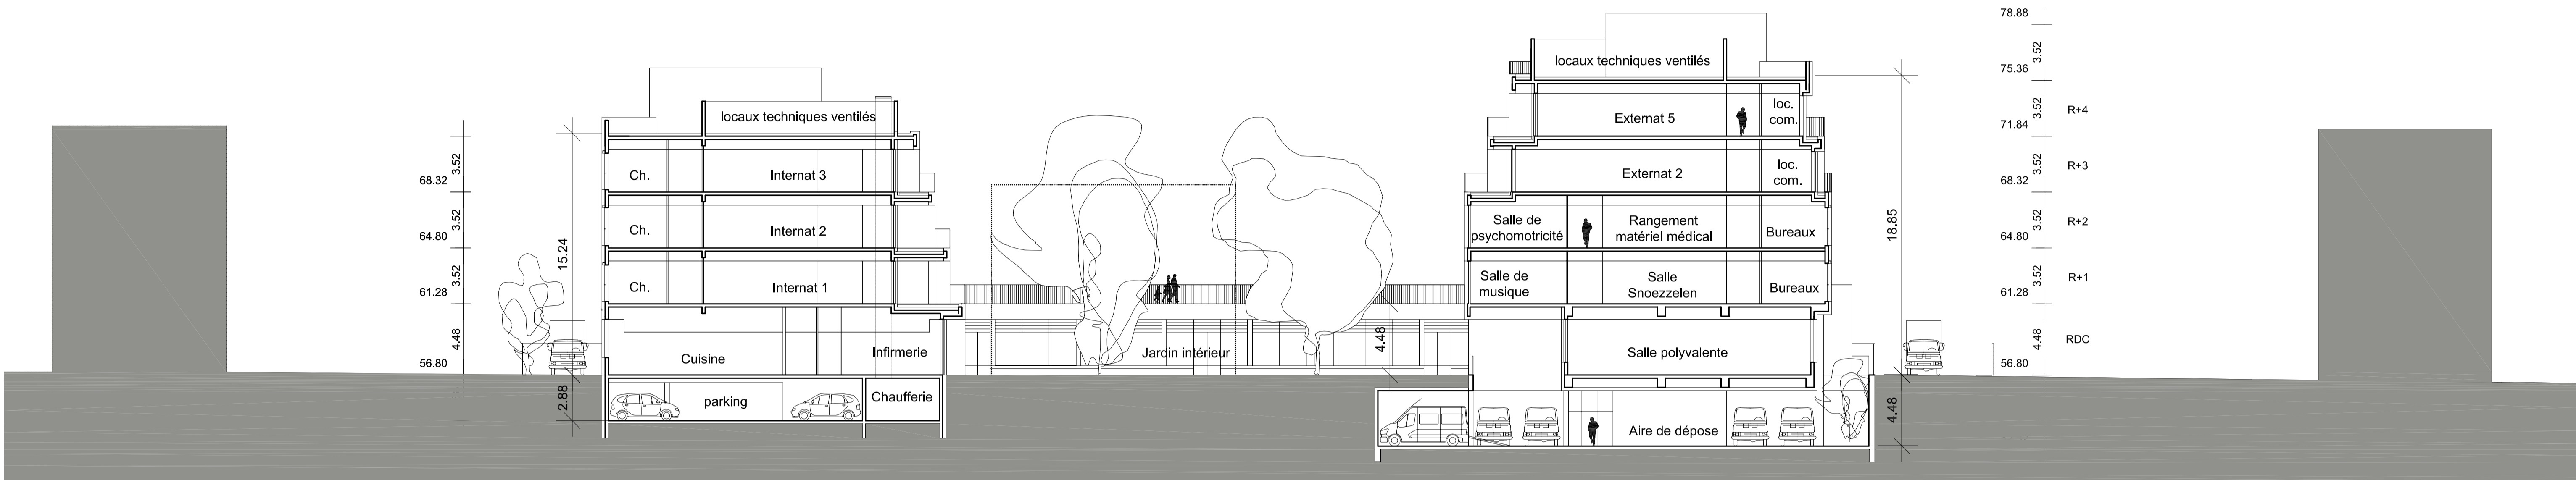 68.32
64.80
61.28
56.80
3.52
3.52
3.52
4.48
15.24
2.88
locaux techniques ventilés
Ch.
Internat 3
Ch.
Internat 2
Ch.
Internat 1
Cuisine
Infirmerie
parking
Chaufferie
Jardin intérieur
4.48
locaux techniques ventilés
Externat 5
loc.
com.
Externat 2
loc.
com.
Salle de
psychomotricité
Rangement
matériel médical
Bureaux
Salle de
musique
Salle
Snoezzelen
Bureaux
Salle polyvalente
Aire de dépose
18.85
4.48
78.88
75.36
71.84
68.32
64.80
61.28
56.80
3.52
3.52
3.52
3.52
3.52
4.48
R+4
R+3
R+2
R+1
RDC